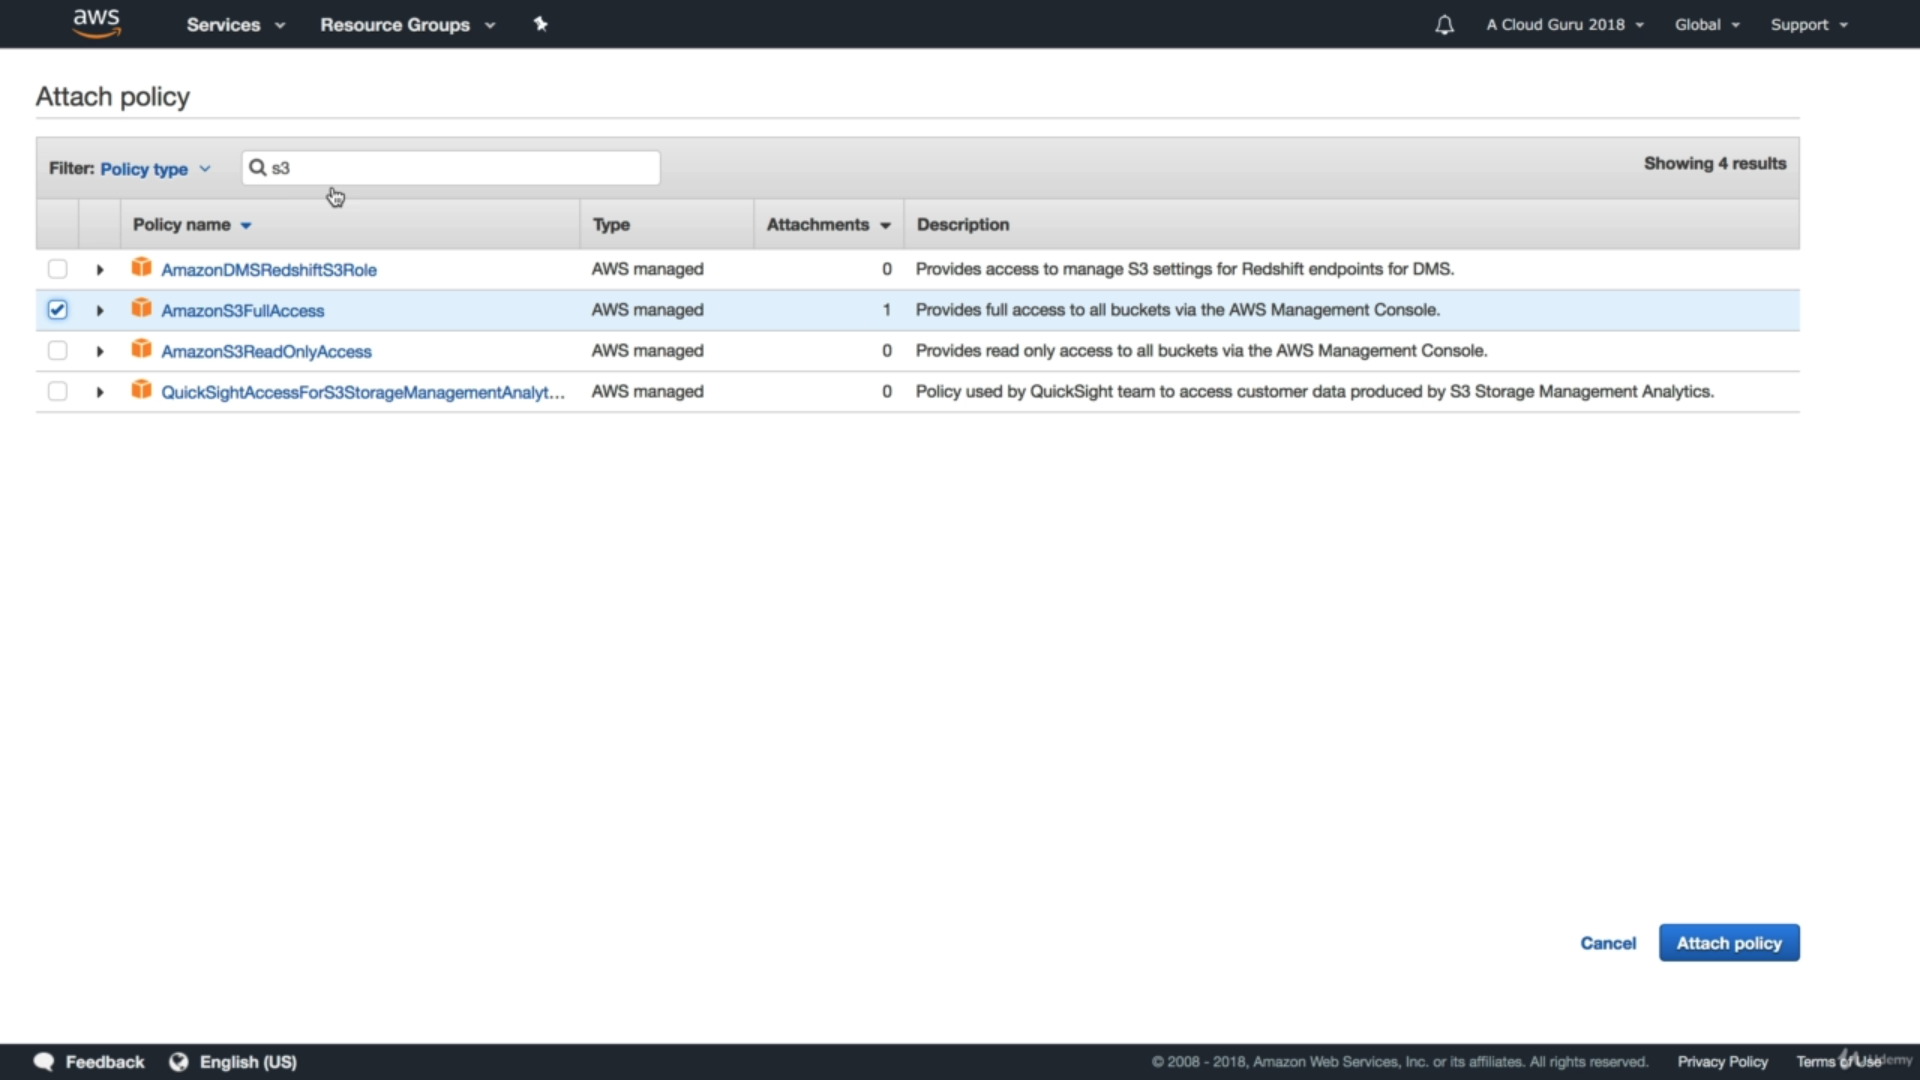 aws Services Resource Groups A Cloud Guru 2018 Global Support
Attach policy
Filter: Policy type s3 Showing 4 results
Policy name Type Attachments Description
AmazonDMSRedshiftS3Role AWS managed 0 Provides access to manage S3 settings for Redshift endpoints for DMS.
AmazonS3FullAccess AWS managed 1 Provides full access to all buckets via the AWS Management Console.
AmazonS3ReadOnlyAccess AWS managed 0 Provides read only access to all buckets via the AWS Management Console.
QuickSightAccessForS3StorageManagementAnalyt... AWS managed 0 Policy used by QuickSight team to access customer data produced by S3 Storage Management Analytics.
Cancel Attach policy
Feedback English (US) © 2008 - 2018, Amazon Web Services, Inc. or its affiliates. All rights reserved. Privacy Policy Terms of Use